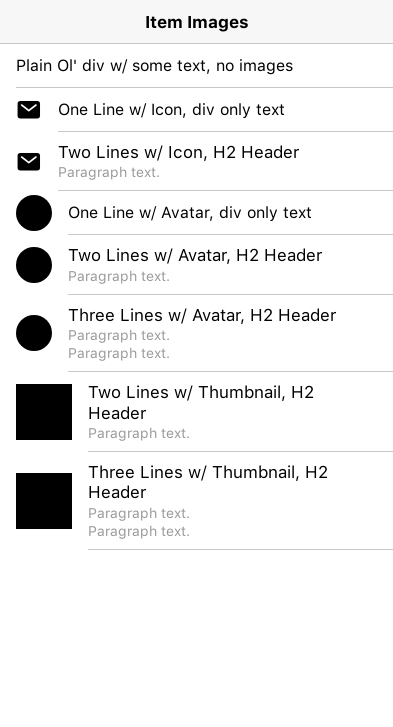 Item Images
Plain Ol' div w/ some text, no images
One Line w/ Icon, div only text
Two Lines w/ Icon, H2 Header
Paragraph text.
One Line w/ Avatar, div only text
Two Lines w/ Avatar, H2 Header
Paragraph text.
Three Lines w/ Avatar, H2 Header
Paragraph text.
Paragraph text.
Two Lines w/ Thumbnail, H2
Header
Paragraph text.
Three Lines w/ Thumbnail, H2
Header
Paragraph text.
Paragraph text.